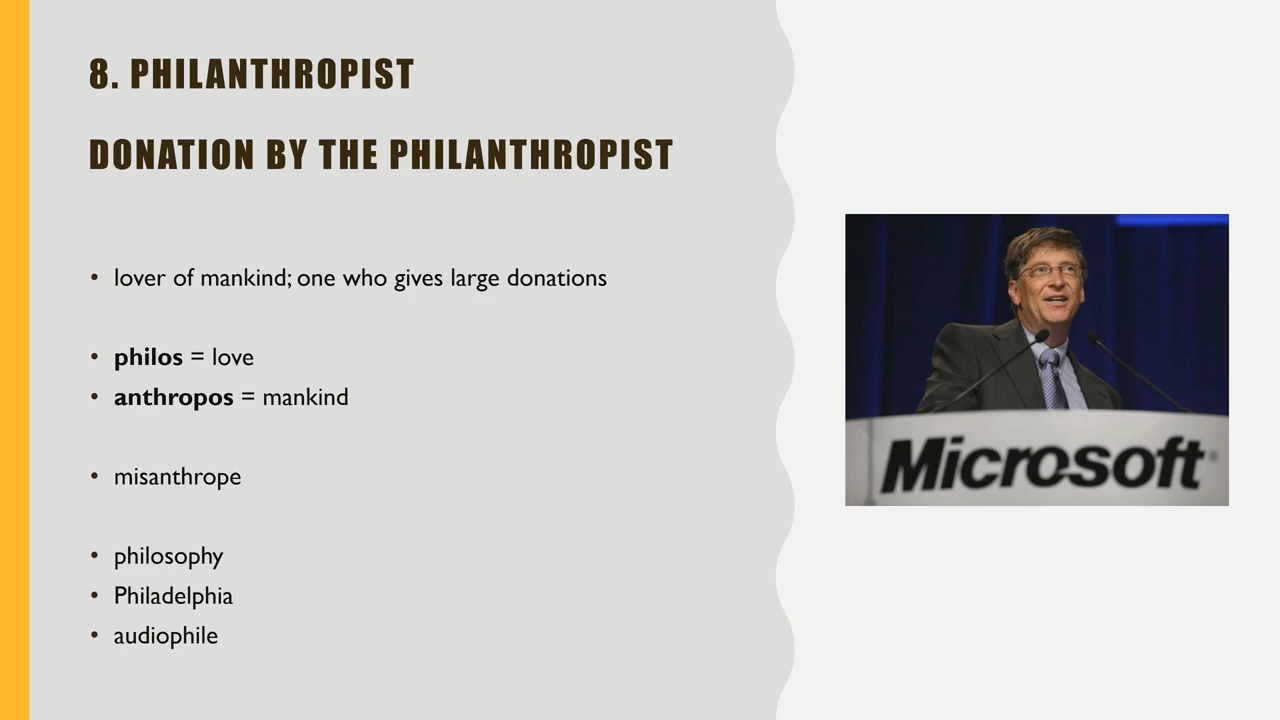 8. PHILANTHROPIST
DONATION BY THE PHILANTHROPIST
• lover of mankind; one who gives large donations
• philos = love
• anthropos = mankind
• misanthrope
• philosophy
• Philadelphia
• audiophile
Microsoft®